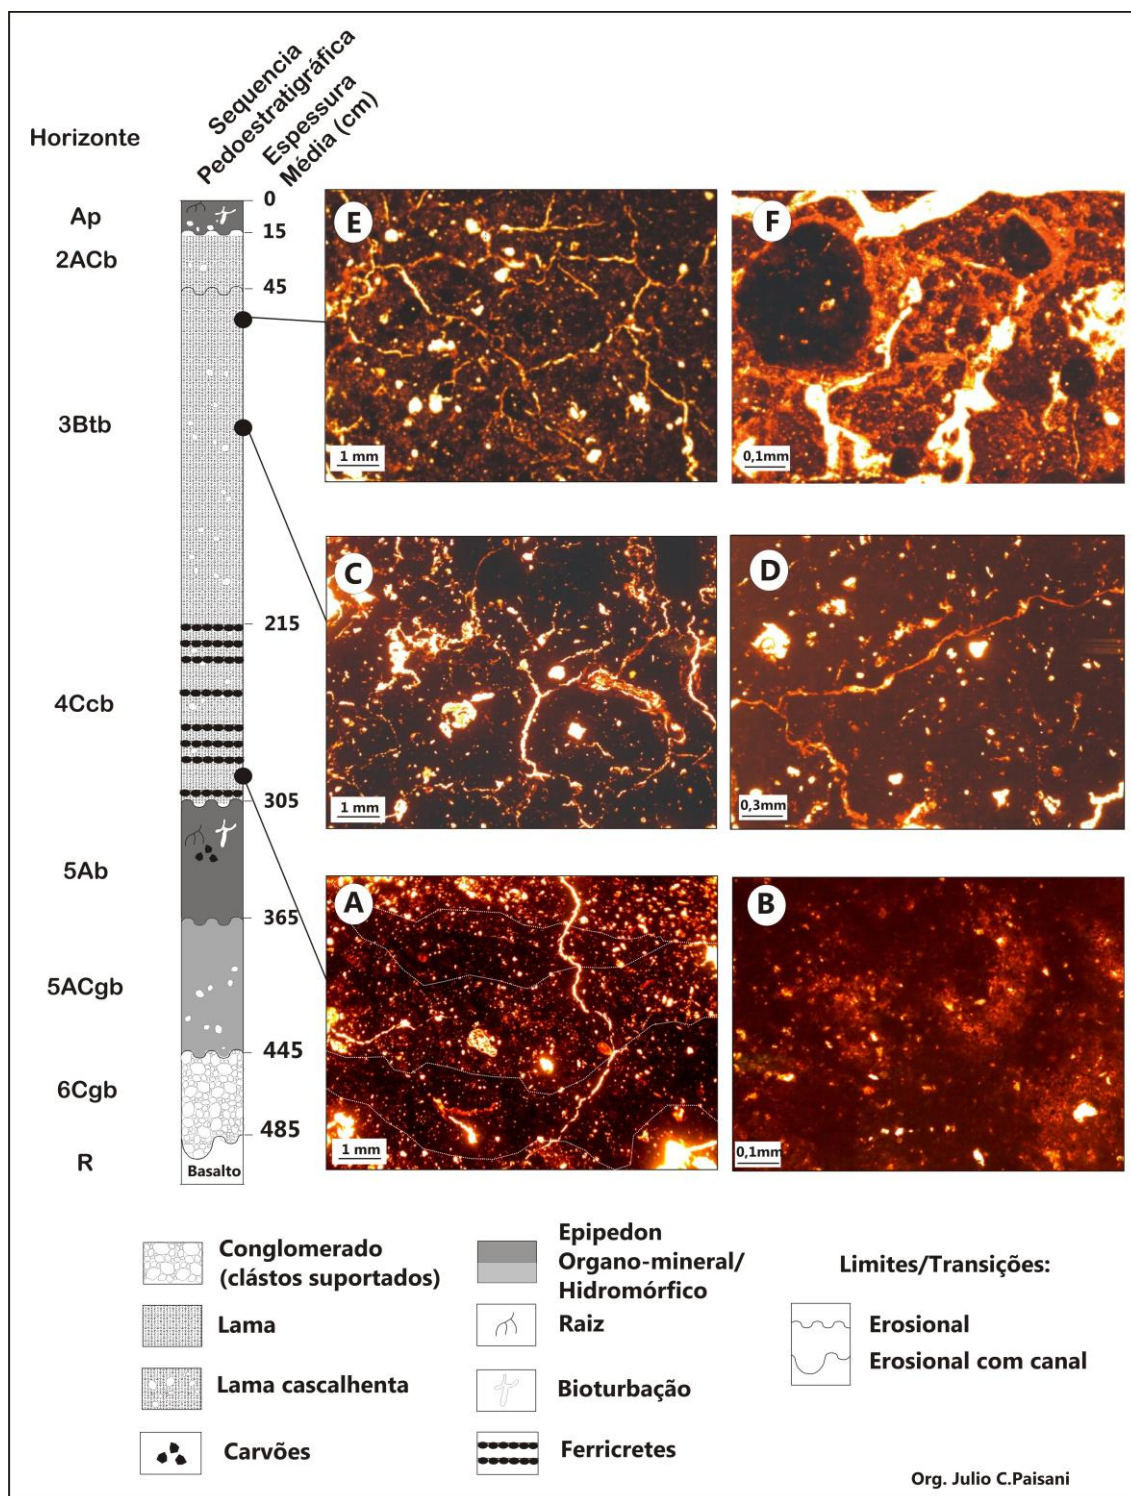 Horizonte
Sequencia
Pedoestratigráfica
Espessura
Média (cm)
0
Ap
15
2ACb
45
3Btb
215
4Ccb
305
5Ab
365
5ACgb
445
6Cgb
485
R
Basalto
E
1 mm
F
0,1mm
C
1 mm
D
0,3mm
A
1 mm
B
0,1mm
Conglomerado
(clástos suportados)
Lama
Lama cascalhenta
Carvões
Epipedon
Organo-mineral/
Hidromórfico
Raiz
Bioturbação
Ferricretes
Limites/Transições:
Erosional
Erosional com canal
Org. Julio C.Paisani